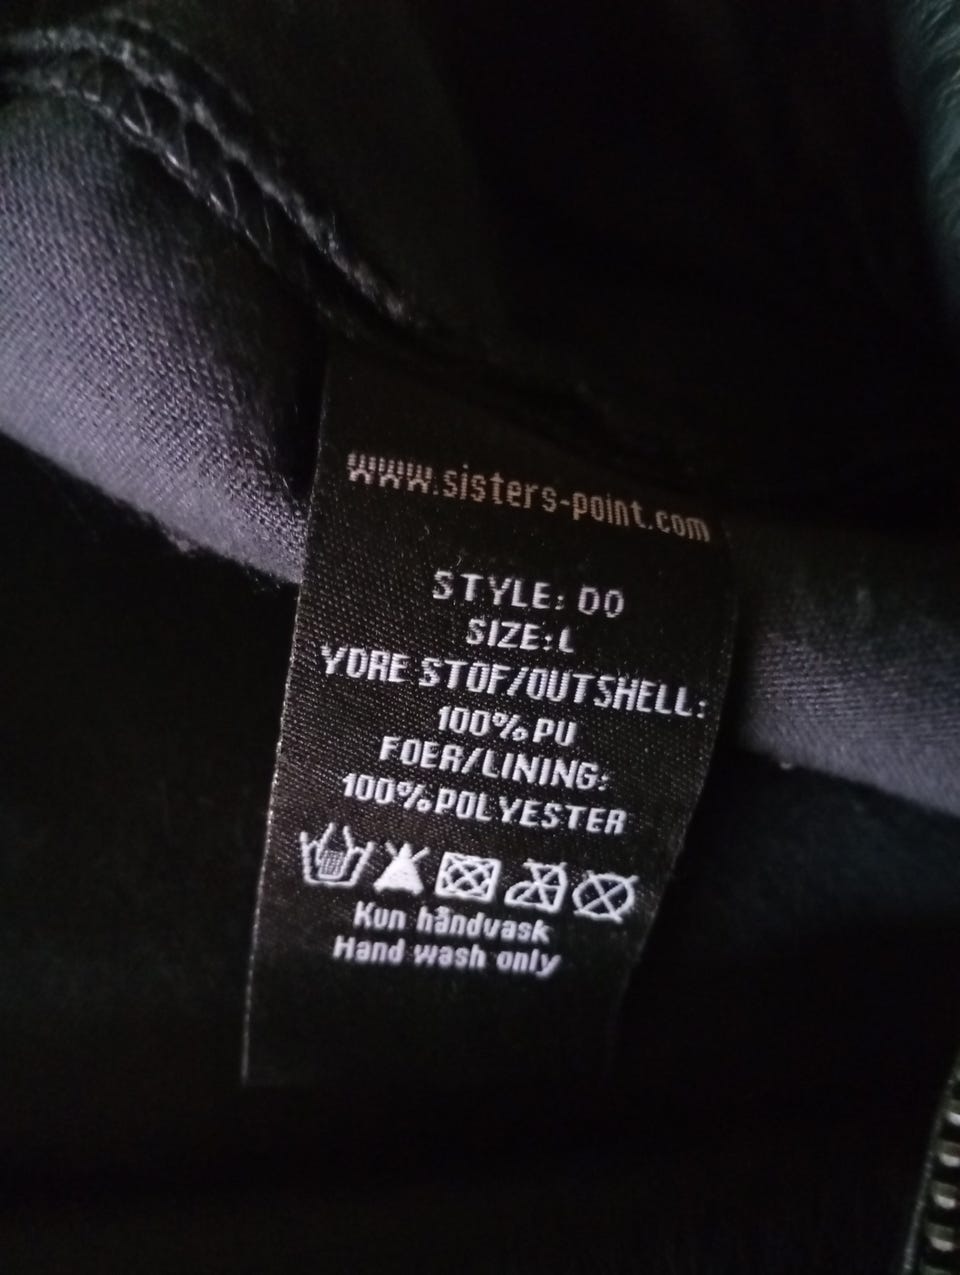 www.sisters-point.com
STYLE: DO
SIZE: L
YDRE STOF/OUTSHELL:
100% PU
FOER/LINING:
100% POLYESTER
Kun håndvask
Hand wash only